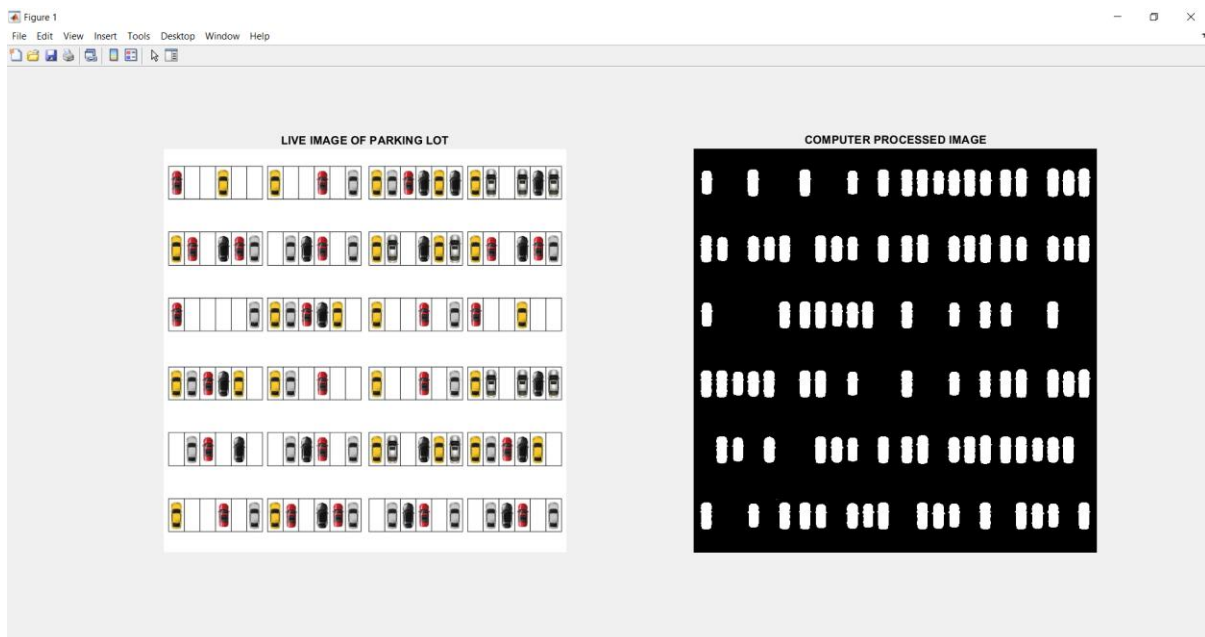 Figure 1
File Edit View Insert Tools Desktop Window Help
LIVE IMAGE OF PARKING LOT
COMPUTER PROCESSED IMAGE